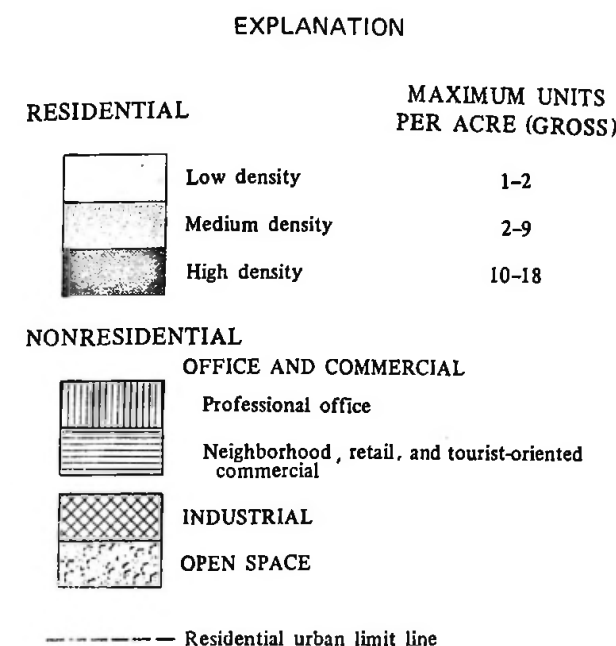 EXPLANATION
RESIDENTIAL
MAXIMUM UNITS
PER ACRE (GROSS)
Low density 1–2
Medium density 2–9
High density 10–18
NONRESIDENTIAL
OFFICE AND COMMERCIAL
Professional office
Neighborhood, retail, and tourist-oriented
commercial
INDUSTRIAL
OPEN SPACE
Residential urban limit line